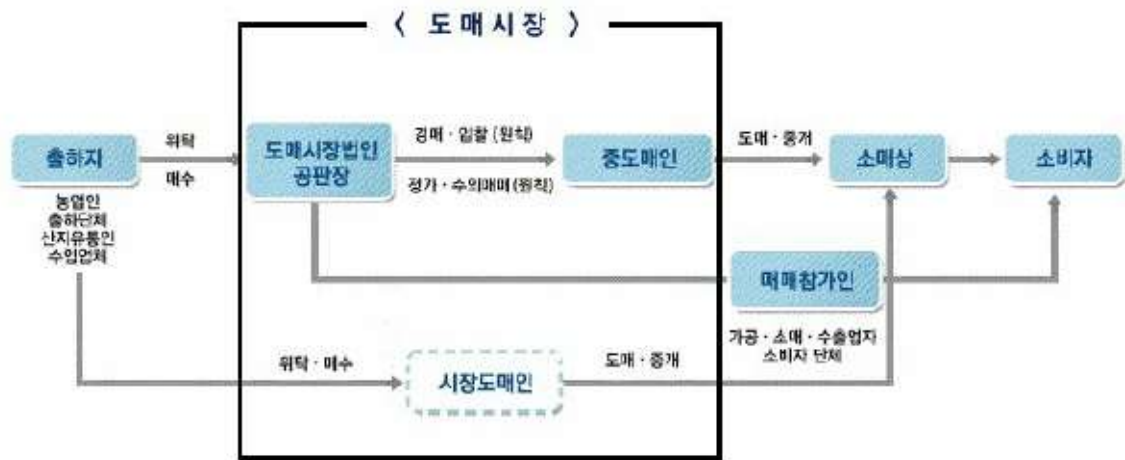 < 도매시장 >
출하자
농업인
출하단체
산지유통인
수입업체
위탁
매수
도매시장법인
공판장
경매·입찰 (원칙)
정가·수의매매 (원칙)
중도매인
도매·중개
소매상
소비자
매매참가인
가공·소매·수출업자
소비자 단체
위탁·매수
시장도매인
도매·중개